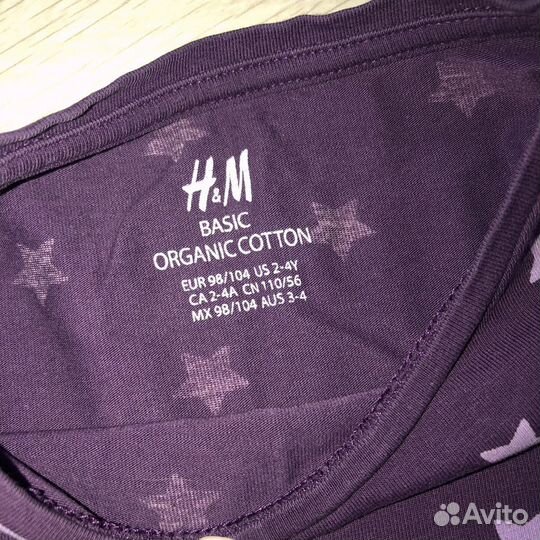 H&M
BASIC
ORGANIC COTTON
EUR 98/104 US 2-4Y
CA 2-4A CN 110/56
MX 98/104 AUS 3-4
Avito